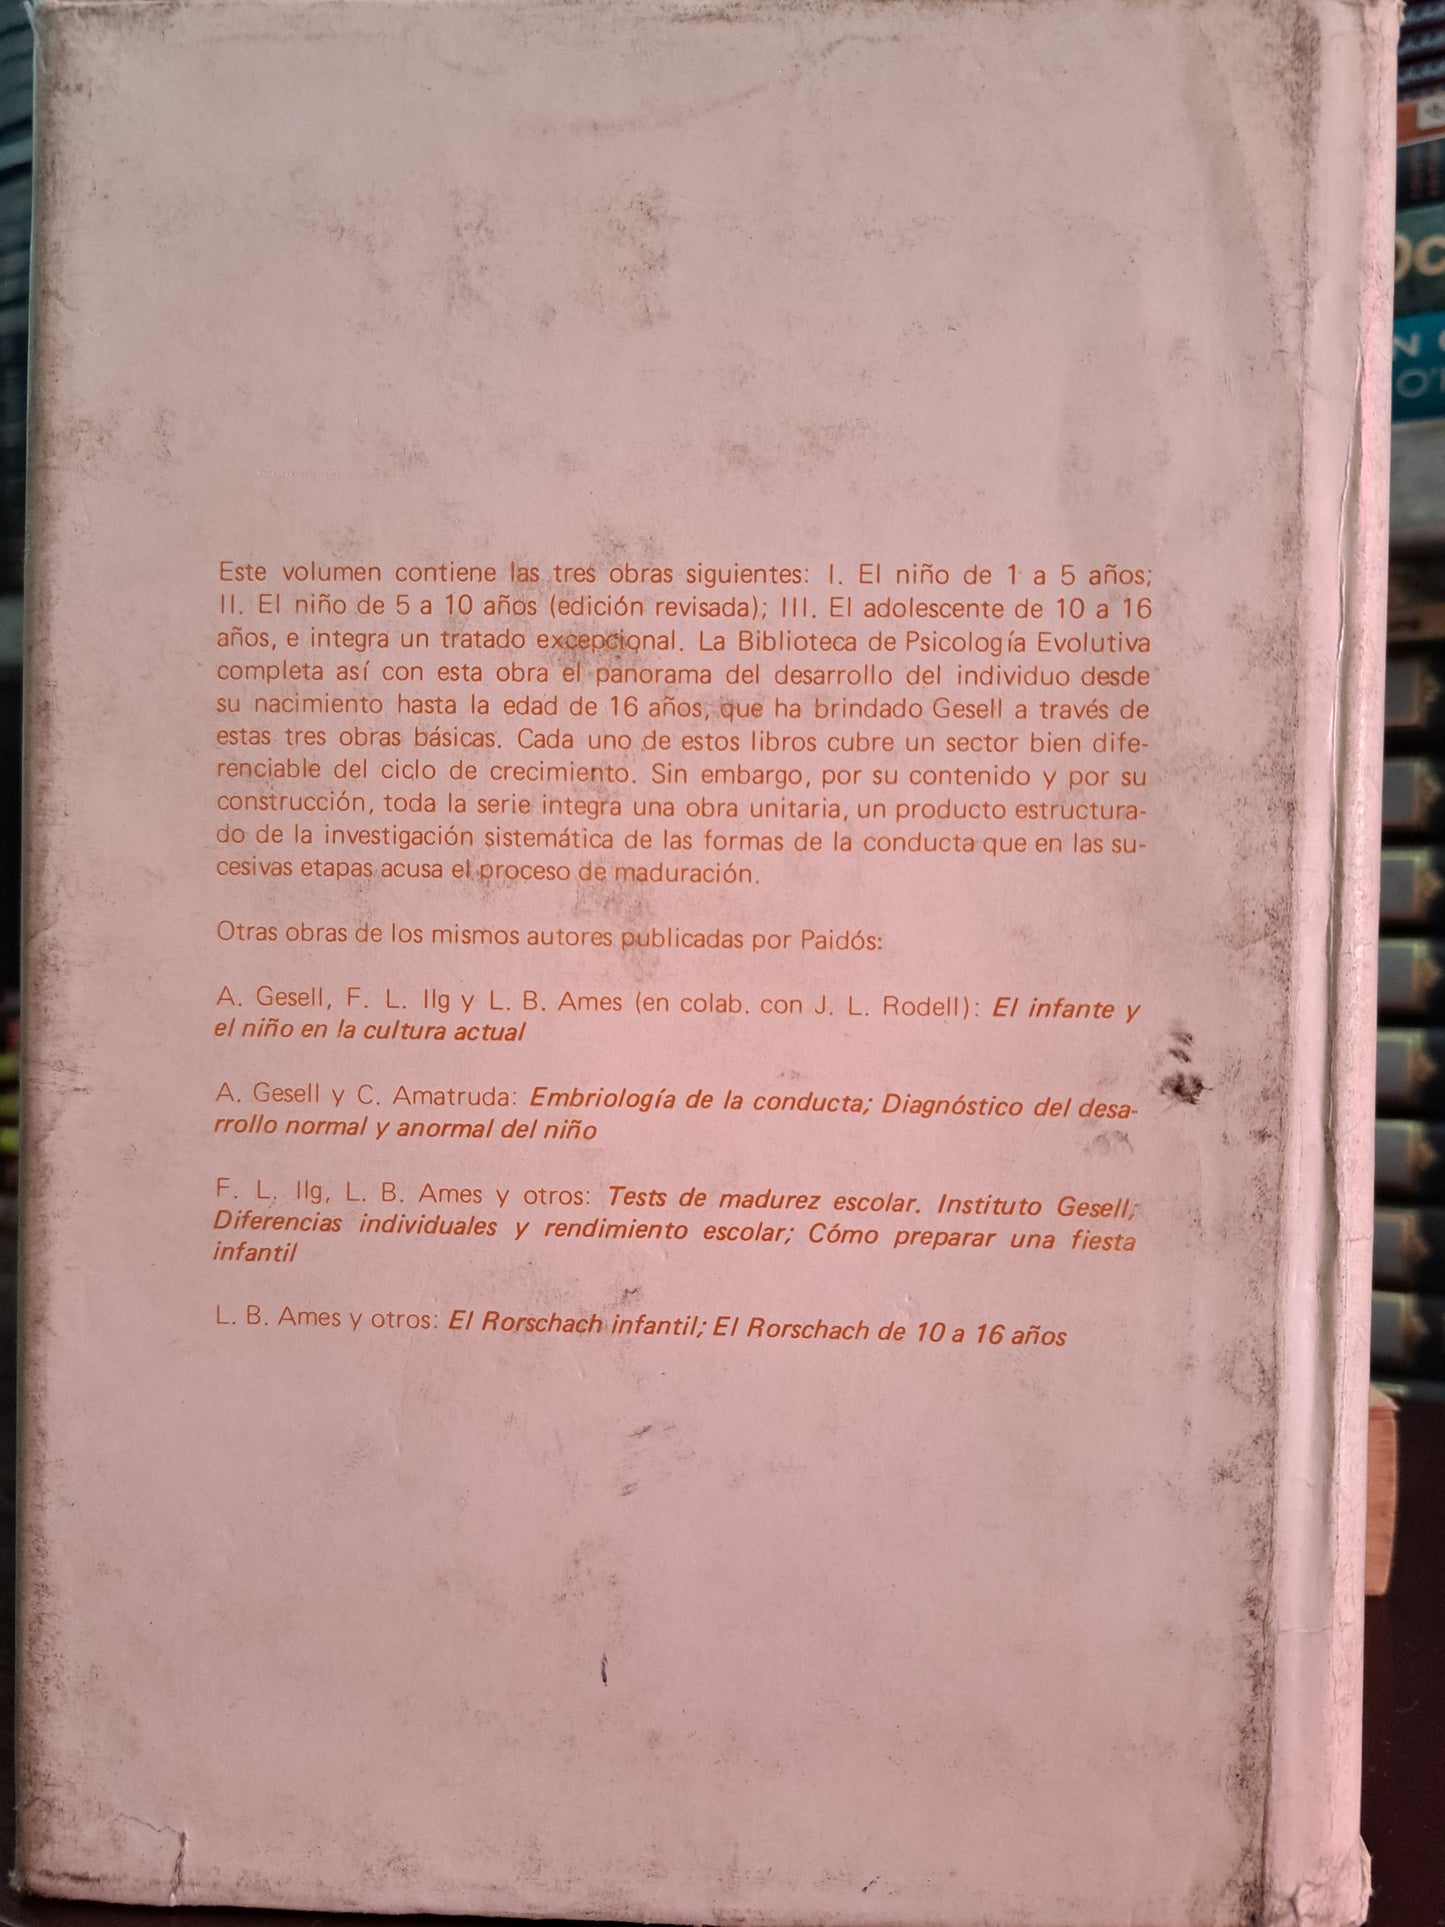 Este volumen contiene las tres obras siguientes: I. El niño de 1 a 5 años;
II. El niño de 5 a 10 años (edición revisada); III. El adolescente de 10 a 16
años, e integra un tratado excepcional. La Biblioteca de Psicología Evolutiva
completa así con esta obra el panorama del desarrollo del individuo desde
su nacimiento hasta la edad de 16 años, que ha brindado Gesell a través de
estas tres obras básicas. Cada uno de estos libros cubre un sector bien dife-
renciable del ciclo de crecimiento. Sin embargo, por su contenido y por su
construcción, toda la serie integra una obra unitaria, un producto estructura-
do de la investigación sistemática de las formas de la conducta que en las su-
cesivas etapas acusa el proceso de maduración.
Otras obras de los mismos autores publicadas por Paidós:
A. Gesell, F. L. Ilg y L. B. Ames (en colab. con J. L. Rodell): El infante y
el niño en la cultura actual
A. Gesell y C. Amatruda: Embriología de la conducta; Diagnóstico del desa-
rrollo normal y anormal del niño
F. L. Ilg, L. B. Ames y otros: Tests de madurez escolar. Instituto Gesell;
Diferencias individuales y rendimiento escolar; Cómo preparar una fiesta
infantil
L. B. Ames y otros: El Rorschach infantil; El Rorschach de 10 a 16 años